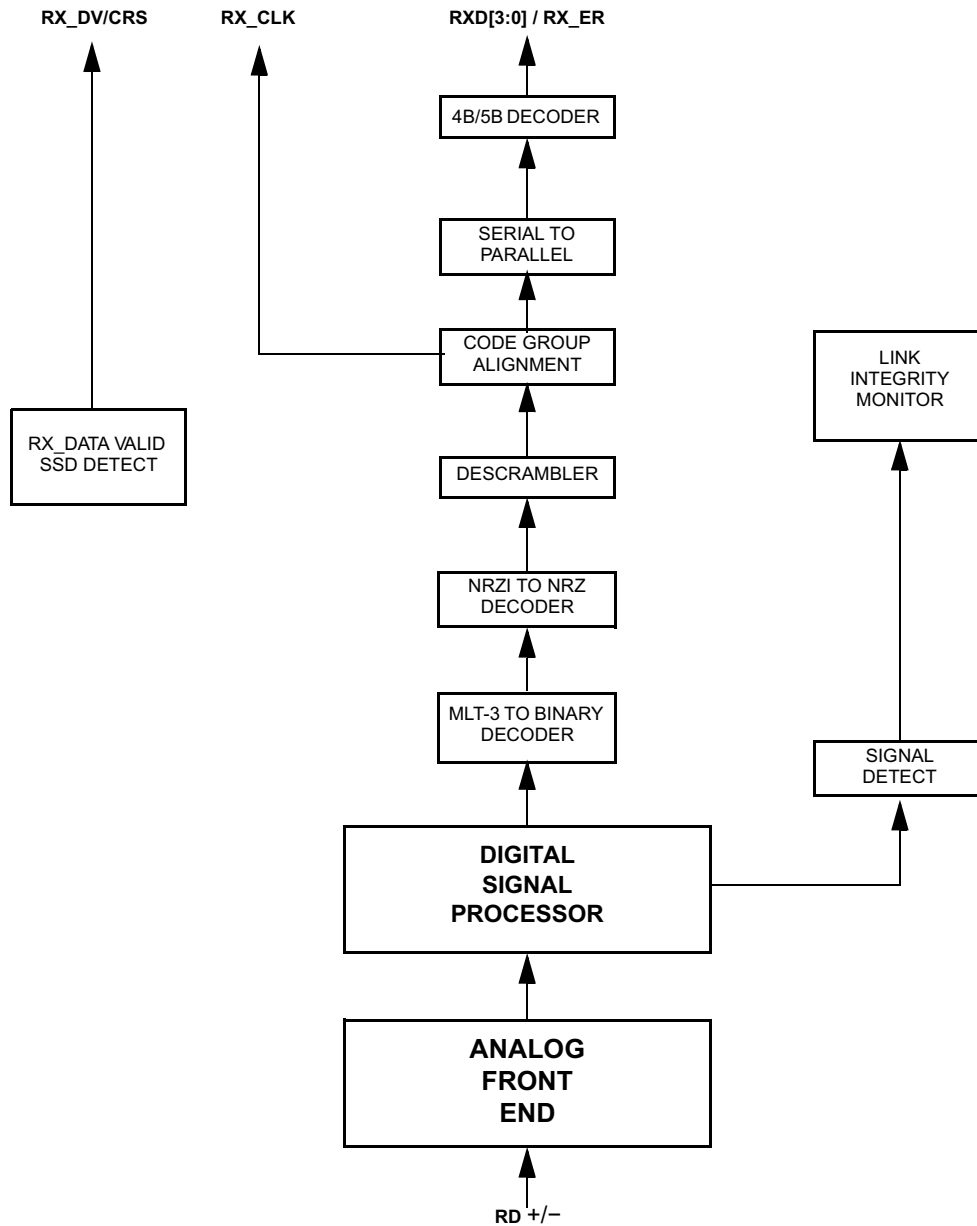 RX_DV/CRS
RX_CLK
RXD[3:0] / RX_ER
4B/5B DECODER
SERIAL TO
PARALLEL
CODE GROUP
ALIGNMENT
LINK
INTEGRITY
MONITOR
RX_DATA VALID
SSD DETECT
DESCRAMBLER
NRZI TO NRZ
DECODER
MLT-3 TO BINARY
DECODER
SIGNAL
DETECT
DIGITAL
SIGNAL
PROCESSOR
ANALOG
FRONT
END
RD +/−